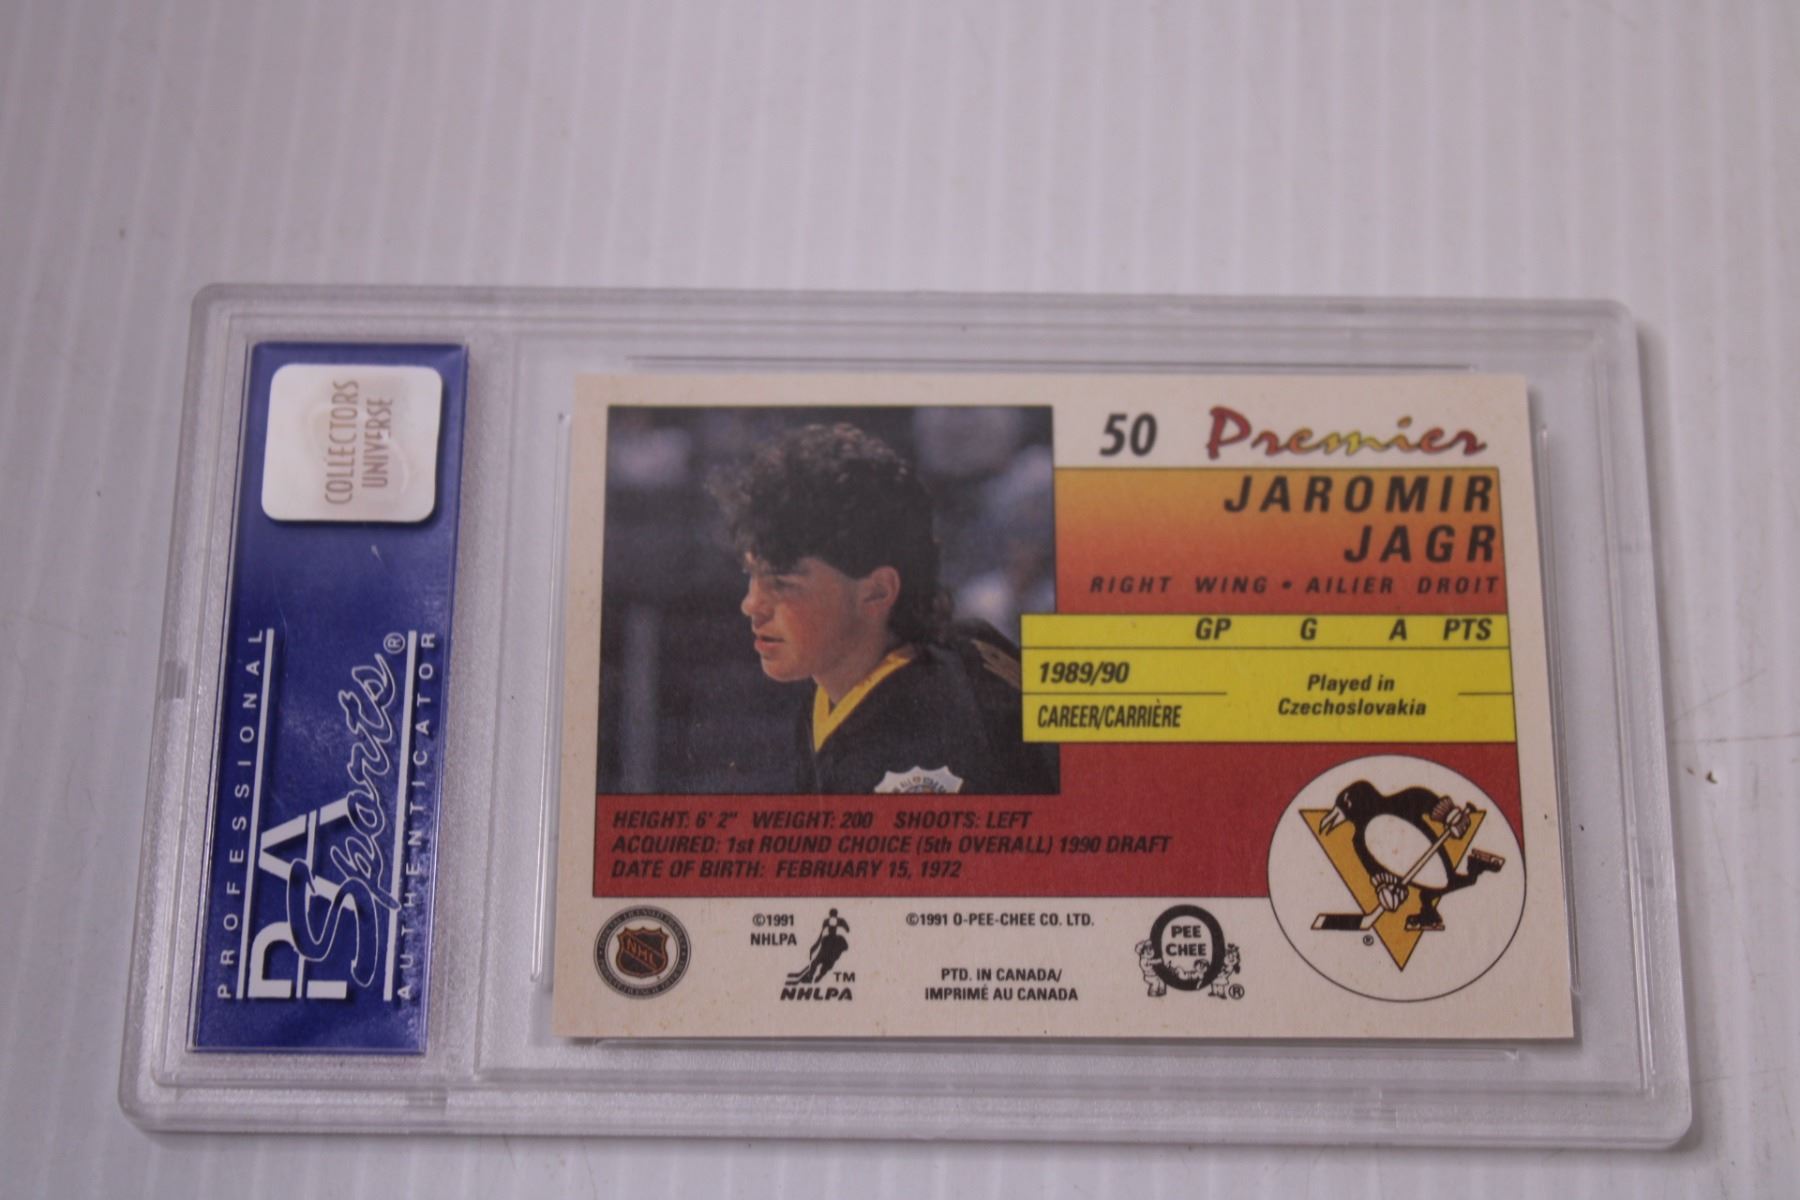 COLLECTORS
UNIVERSE
PROFESSIONAL
PSA
Sports®
AUTHENTICATOR
50 Premier
JAROMIR
JAGR
RIGHT WING • AILIER DROIT
GP G A PTS
1989/90
CAREER/CARRIÈRE
Played in
Czechoslovakia
HEIGHT: 6' 2" WEIGHT: 200 SHOOTS: LEFT
ACQUIRED: 1st ROUND CHOICE (5th OVERALL) 1990 DRAFT
DATE OF BIRTH: FEBRUARY 15, 1972
NHL
©1991
NHLPA
TM
NHLPA
©1991 O-PEE-CHEE CO. LTD.
PTD. IN CANADA/
IMPRIMÉ AU CANADA
O
PEE
CHEE
®
®